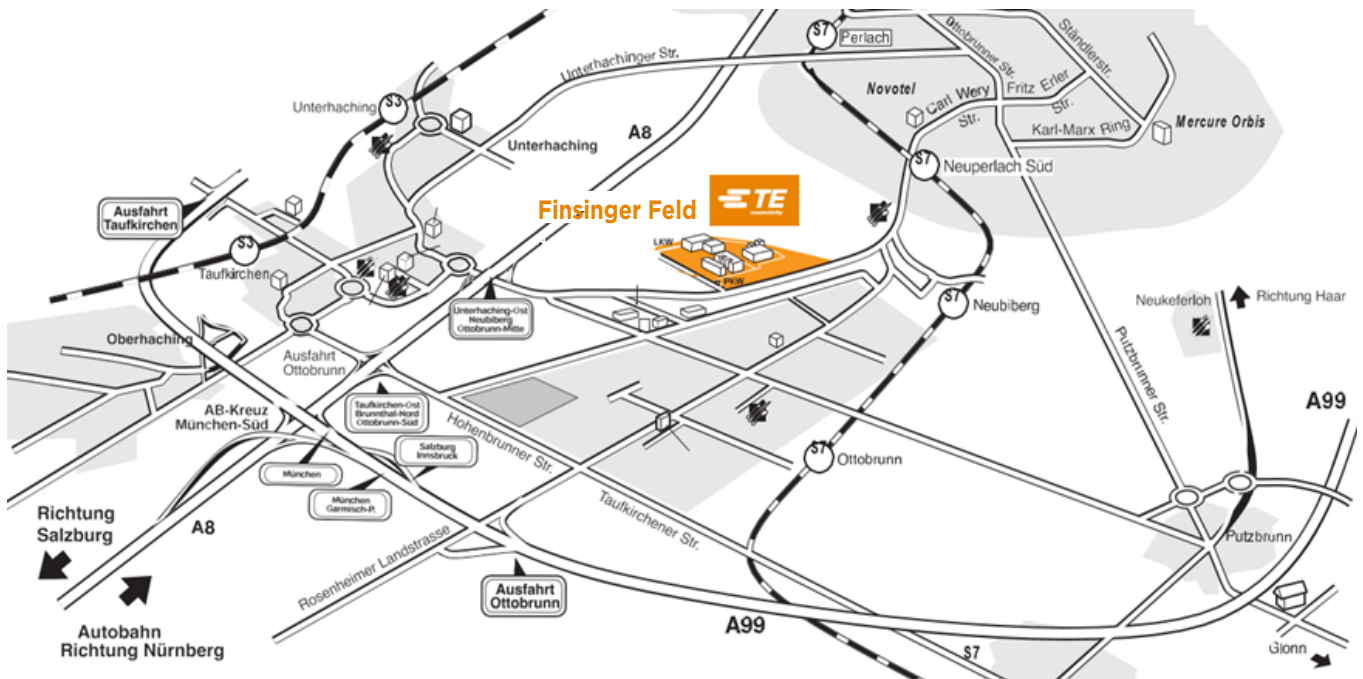 S7
Perlach
Ottobrunner Str.
Ständlerstr.
Unterhachinger Str.
Novotel
Carl Wery
Str.
Fritz Erler
Str.
Karl-Marx Ring
Mercure Orbis
Unterhaching
S3
Unterhaching
A8
S7
Neuperlach Süd
Finsinger Feld
TE
connectivity
Ausfahrt
Taufkirchen
S3
Taufkirchen
LKW
PKW
Unterhaching-Ost
Neubiberg
Ottobrunn-Mitte
S7
Neubiberg
Neukeferloh
Richtung Haar
Oberhaching
Ausfahrt
Ottobrunn
Putzbrunner Str.
AB-Kreuz
München-Süd
Taufkirchen-Ost
Brunnthal-Nord
Ottobrunn-Süd
Hohenbrunner Str.
A99
Salzburg
Innsbruck
München
München
Garmisch-P.
S7
Ottobrunn
Taufkirchener Str.
Richtung
Salzburg
A8
Rosenheimer Landstrasse
Putzbrunn
Ausfahrt
Ottobrunn
A99
Autobahn
Richtung Nürnberg
S7
Glonn